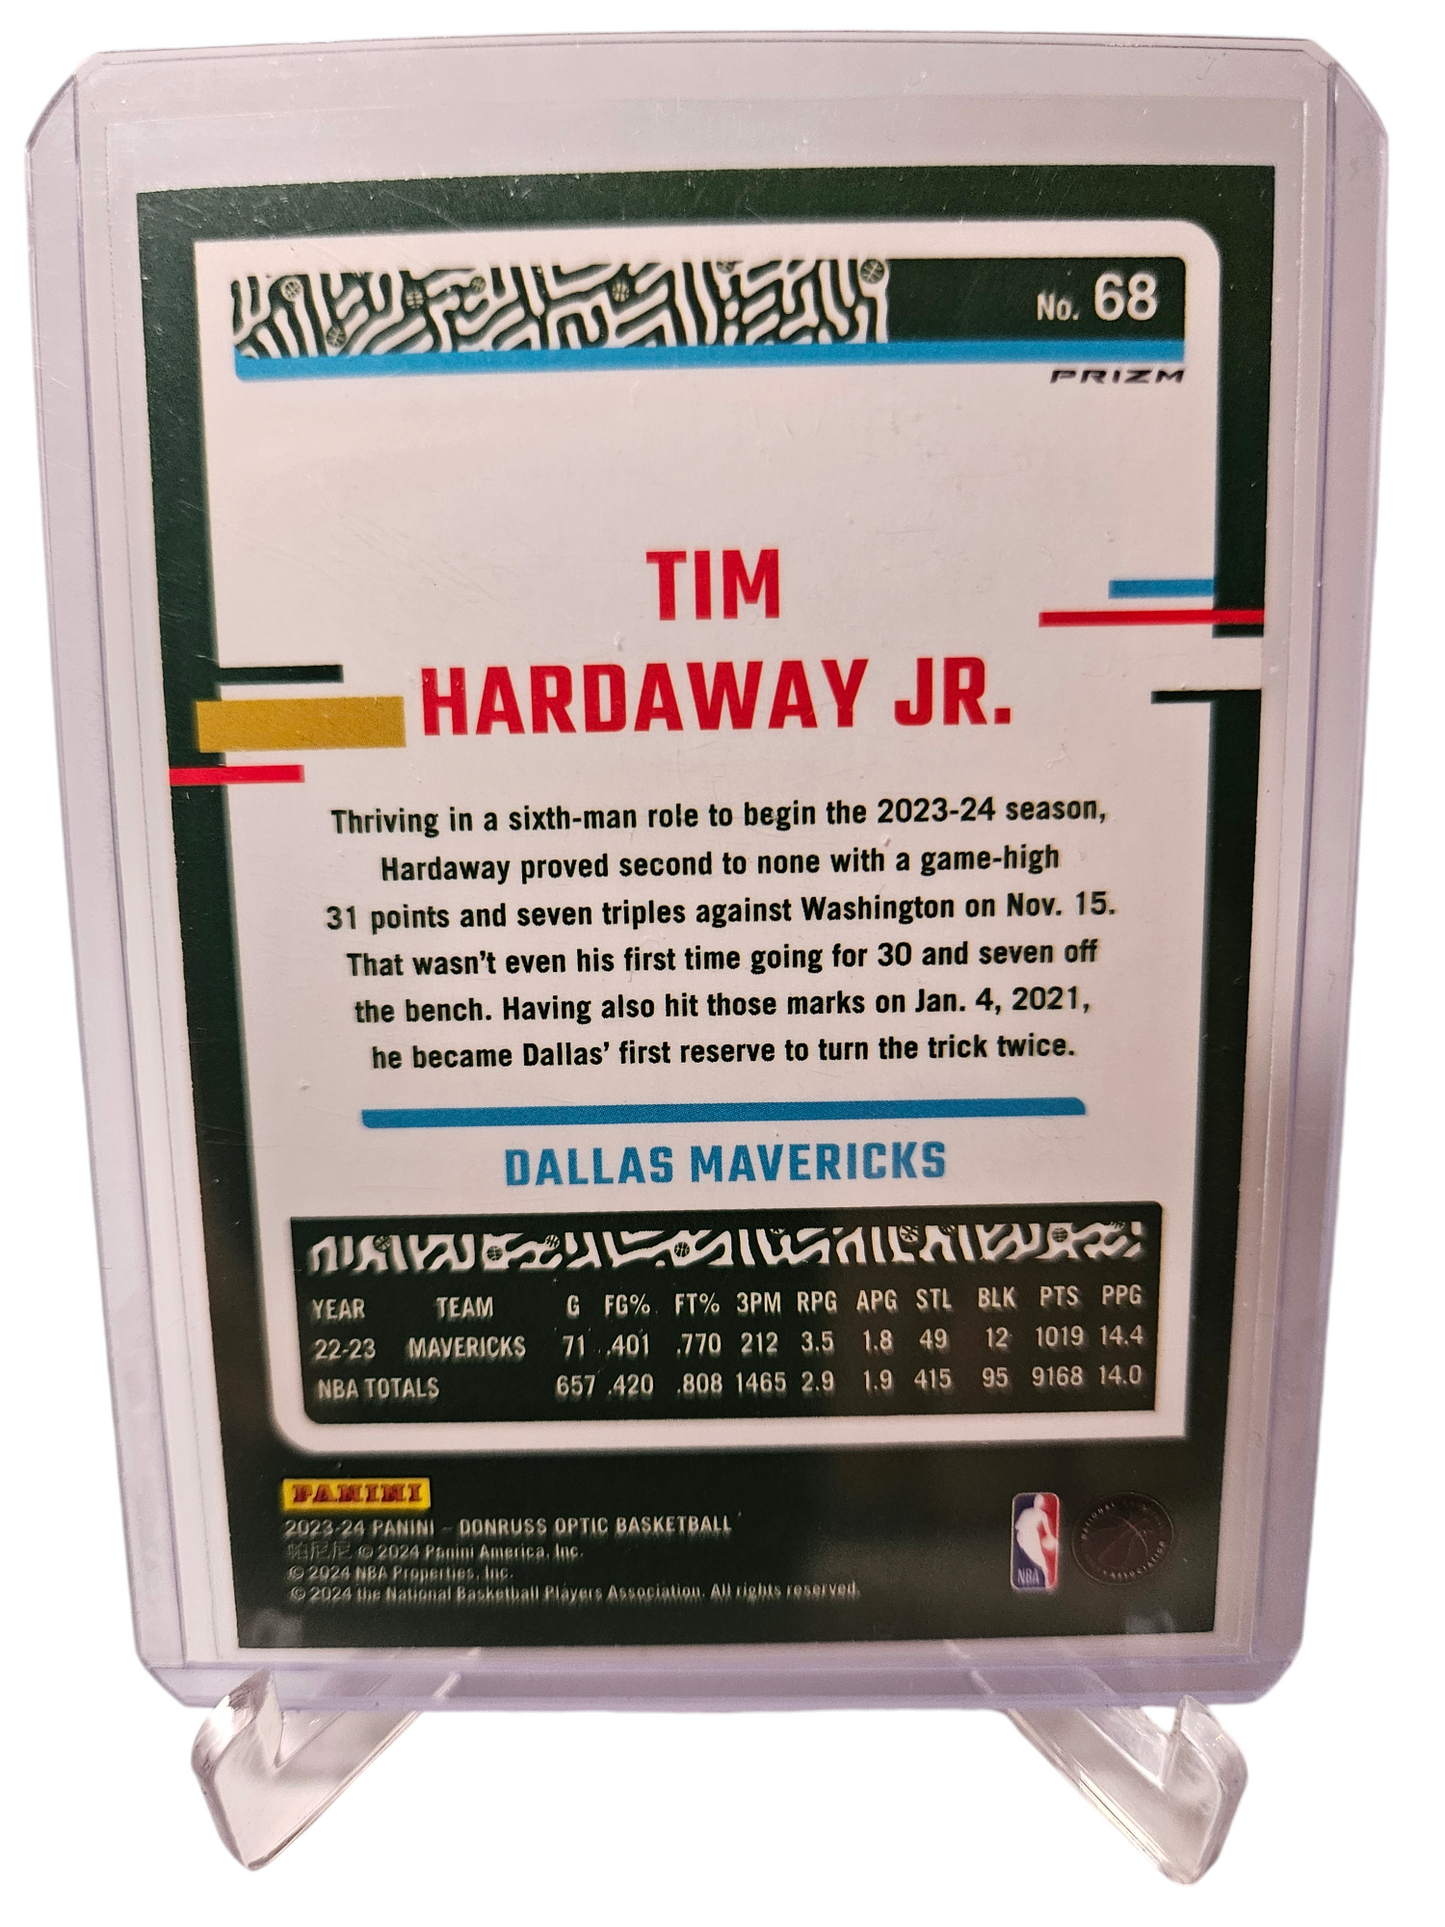 No. 68
PRIZM
TIM
HARDAWAY JR.
Thriving in a sixth-man role to begin the 2023-24 season,
Hardaway proved second to none with a game-high
31 points and seven triples against Washington on Nov. 15.
That wasn't even his first time going for 30 and seven off
the bench. Having also hit those marks on Jan. 4, 2021,
he became Dallas' first reserve to turn the trick twice.
DALLAS MAVERICKS
YEAR TEAM G FG% FT% 3PM RPG APG STL BLK PTS PPG
22-23 MAVERICKS 71 .401 .770 212 3.5 1.8 49 12 1019 14.4
NBA TOTALS 657 .420 .808 1465 2.9 1.9 415 95 9168 14.0
PANINI
2023-24 PANINI – DONRUSS OPTIC BASKETBALL
帕尼尼 © 2024 Panini America, Inc.
© 2024 NBA Properties, Inc.
© 2024 the National Basketball Players Association. All rights reserved.
NBA